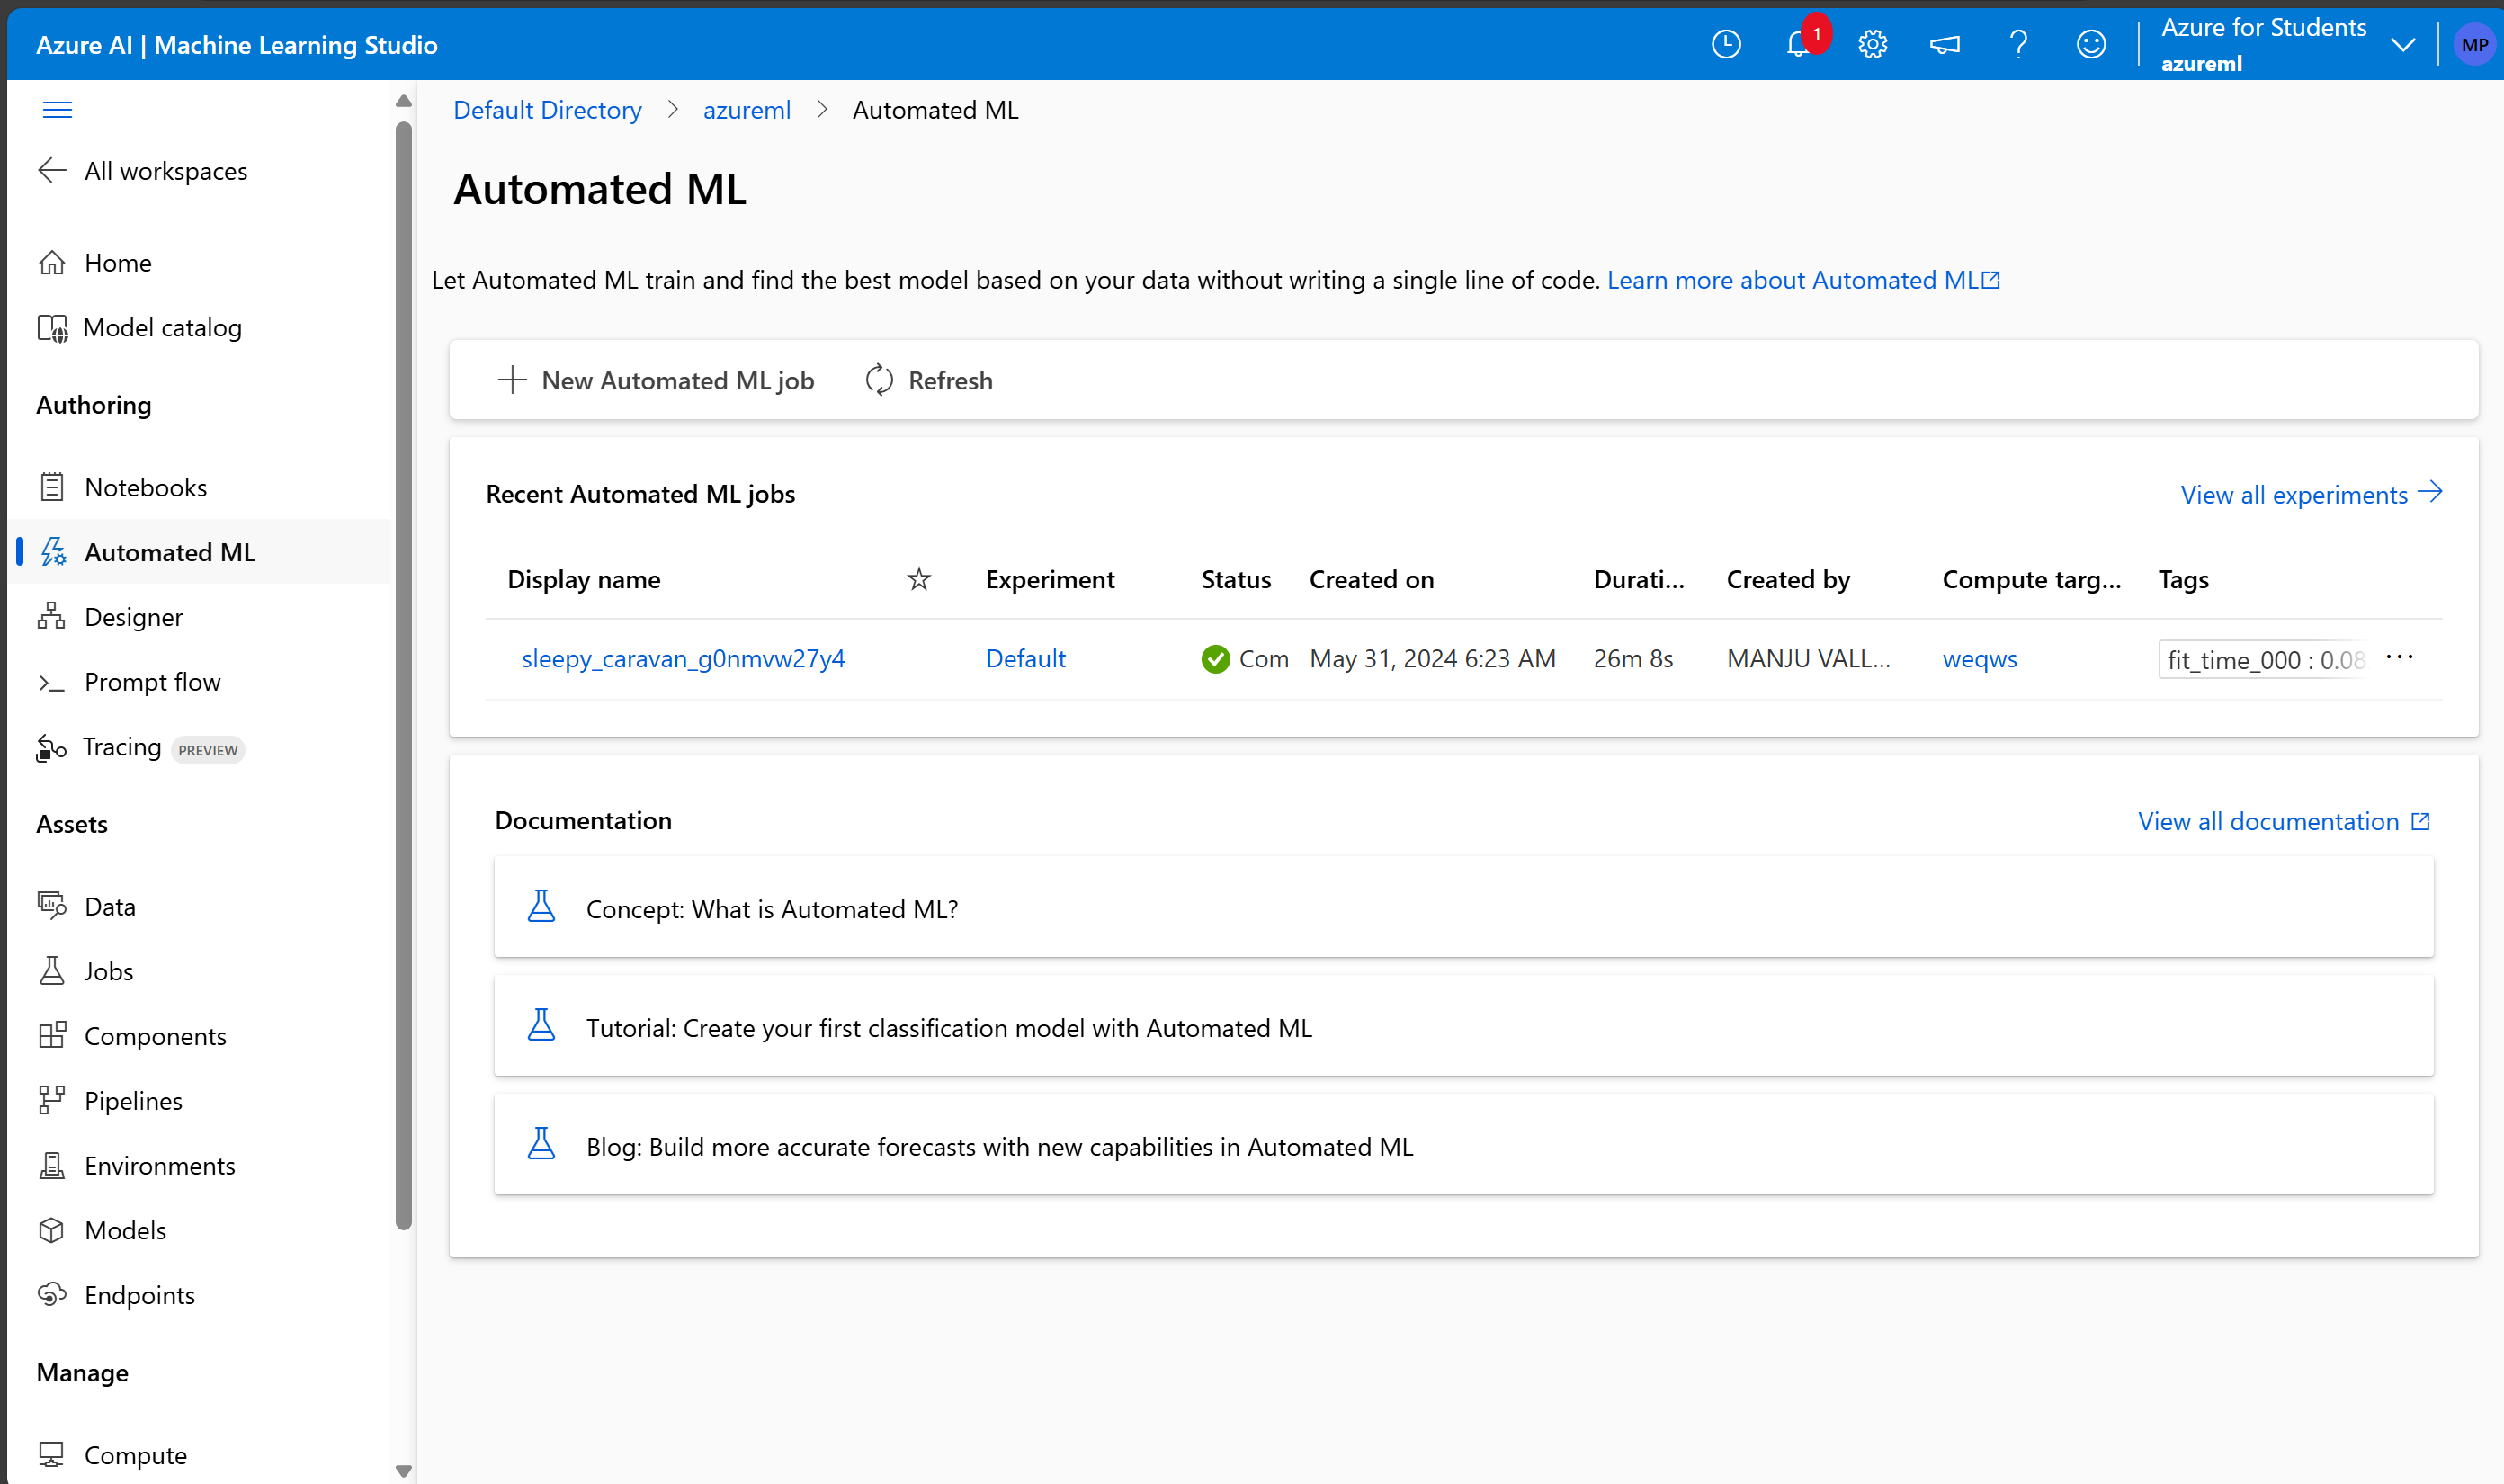 Azure AI | Machine Learning Studio
1
Azure for Students
azureml
MP
All workspaces
Home
Model catalog
Authoring
Notebooks
Automated ML
Designer
Prompt flow
Tracing PREVIEW
Assets
Data
Jobs
Components
Pipelines
Environments
Models
Endpoints
Manage
Compute
Default Directory > azureml > Automated ML
Automated ML
Let Automated ML train and find the best model based on your data without writing a single line of code. Learn more about Automated ML
New Automated ML job Refresh
Recent Automated ML jobs View all experiments
Display name Experiment Status Created on Durati... Created by Compute targ... Tags
sleepy_caravan_g0nmvw27y4 Default Com May 31, 2024 6:23 AM 26m 8s MANJU VALL... weqws fit_time_000 : 0.08 ...
Documentation View all documentation
Concept: What is Automated ML?
Tutorial: Create your first classification model with Automated ML
Blog: Build more accurate forecasts with new capabilities in Automated ML